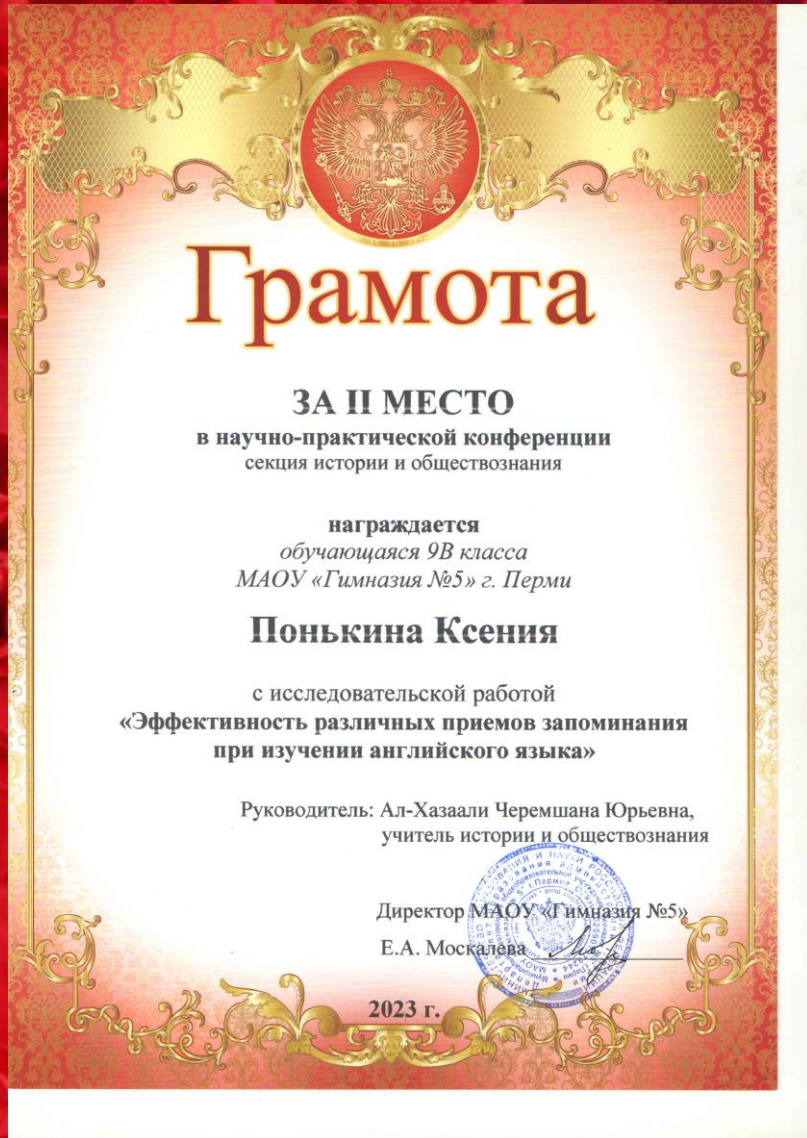 Грамота
ЗА II МЕСТО
в научно-практической конференции
секция истории и обществознания
награждается
обучающаяся 9В класса
МАОУ «Гимназия №5» г. Перми
Понькина Ксения
с исследовательской работой
«Эффективность различных приемов запоминания
при изучении английского языка»
Руководитель: Ал-Хазаали Черемшана Юрьевна,
учитель истории и обществознания
Директор МАОУ «Гимназия №5»
Е.А. Москалева
2023 г.